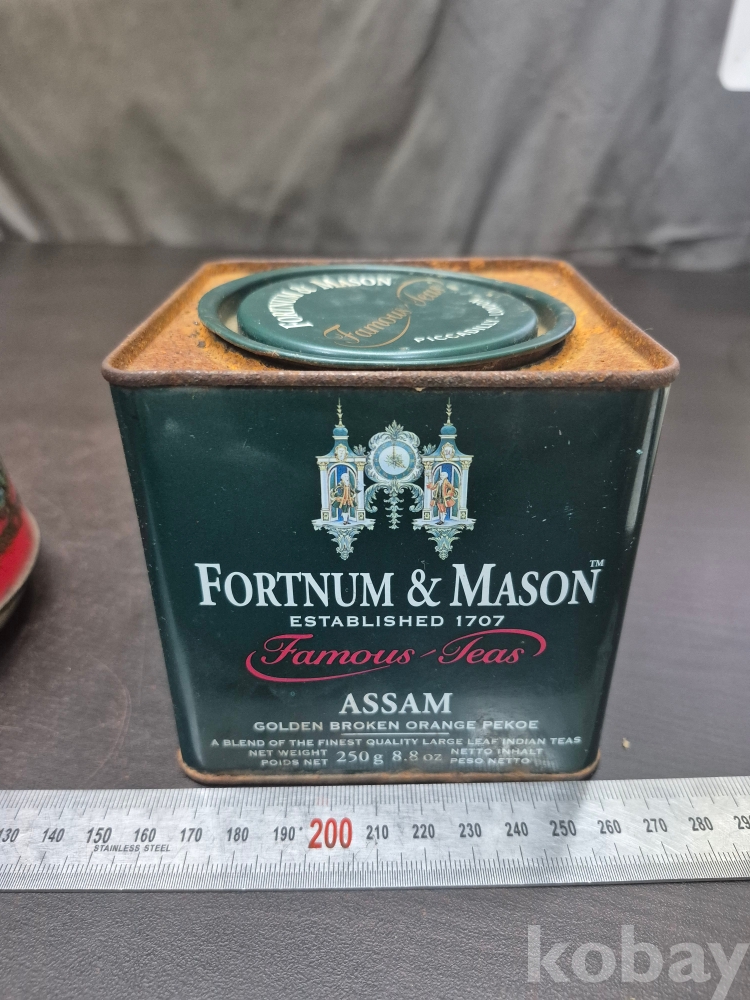 FORTNUM & MASON
Famous Teas
PICCADILLY
FORTNUM & MASON™
ESTABLISHED 1707
Famous Teas
ASSAM
GOLDEN BROKEN ORANGE PEKOE
A BLEND OF THE FINEST QUALITY LARGE LEAF INDIAN TEAS
NET WEIGHT NETTO INHALT
POIDS NET 250g 8.8oz PESO NETTO
130 140 150 160 170 180 190 200 210 220 230 240 250 260 270 280
STAINLESS STEEL
kobay